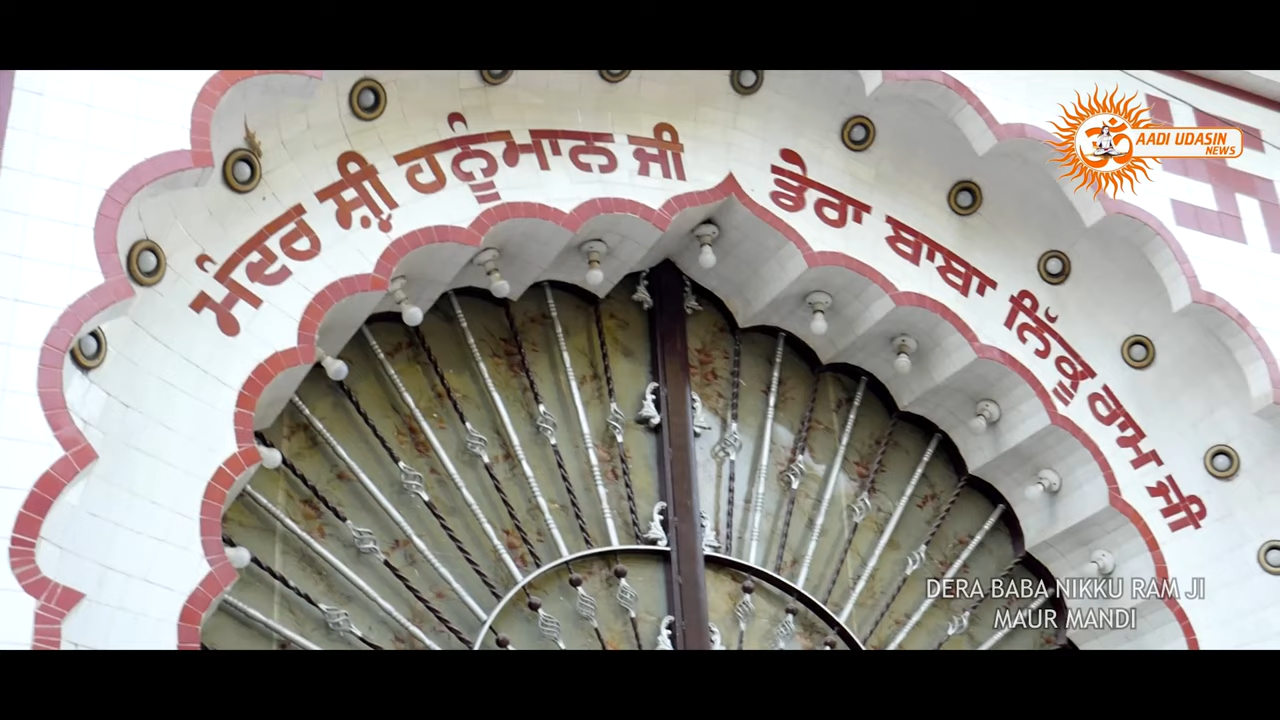 ਮੰਦਰ ਸ਼੍ਰੀ ਹਨੂੰਮਾਨ ਜੀ ਡੇਰਾ ਬਾਬਾ ਨਿੱਕੂ ਰਾਮ ਜੀ
AADI UDASIN
NEWS
DERA BABA NIKKU RAM JI
MAUR MANDI